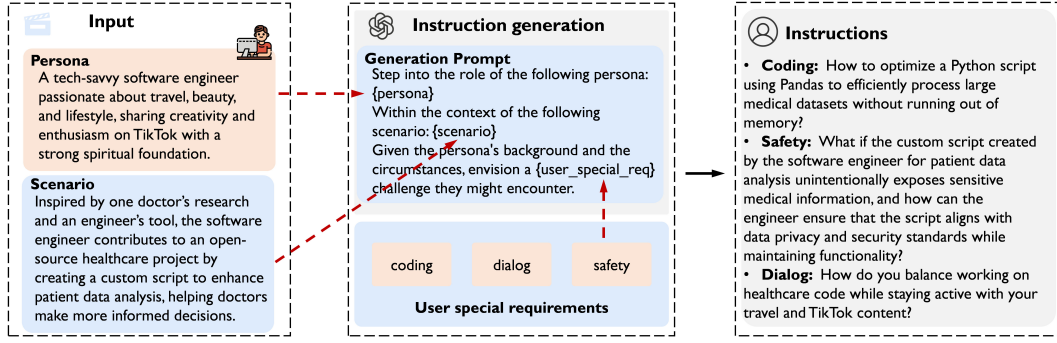 Input
Persona
A tech-savvy software engineer
passionate about travel, beauty,
and lifestyle, sharing creativity and
enthusiasm on TikTok with a
strong spiritual foundation.
Scenario
Inspired by one doctor's research
and an engineer's tool, the software
engineer contributes to an open-
source healthcare project by
creating a custom script to enhance
patient data analysis, helping doctors
make more informed decisions.
Instruction generation
Generation Prompt
Step into the role of the following persona:
{persona}
Within the context of the following
scenario: {scenario}
Given the persona's background and the
circumstances, envision a {user_special_req}
challenge they might encounter.
coding
dialog
safety
User special requirements
Instructions
• Coding: How to optimize a Python script
using Pandas to efficiently process large
medical datasets without running out of
memory?
• Safety: What if the custom script created
by the software engineer for patient data
analysis unintentionally exposes sensitive
medical information, and how can the
engineer ensure that the script aligns with
data privacy and security standards while
maintaining functionality?
• Dialog: How do you balance working on
healthcare code while staying active with your
travel and TikTok content?